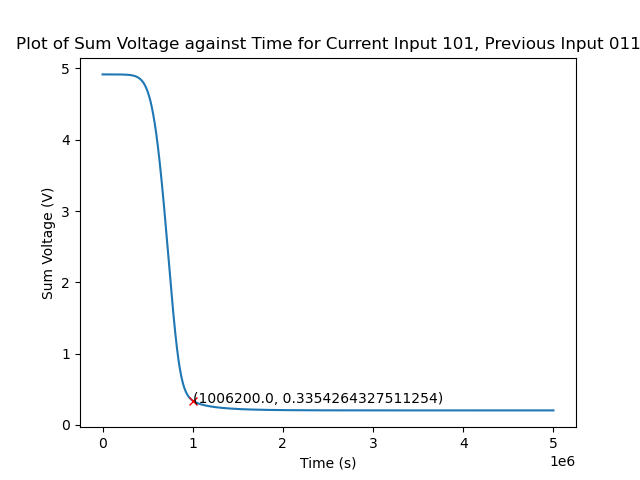 Plot of Sum Voltage against Time for Current Input 101, Previous Input 011
5
4
3
2
1
0
Sum Voltage (V)
(1006200.0, 0.3354264327511254)
0 1 2 3 4 5
1e6
Time (s)